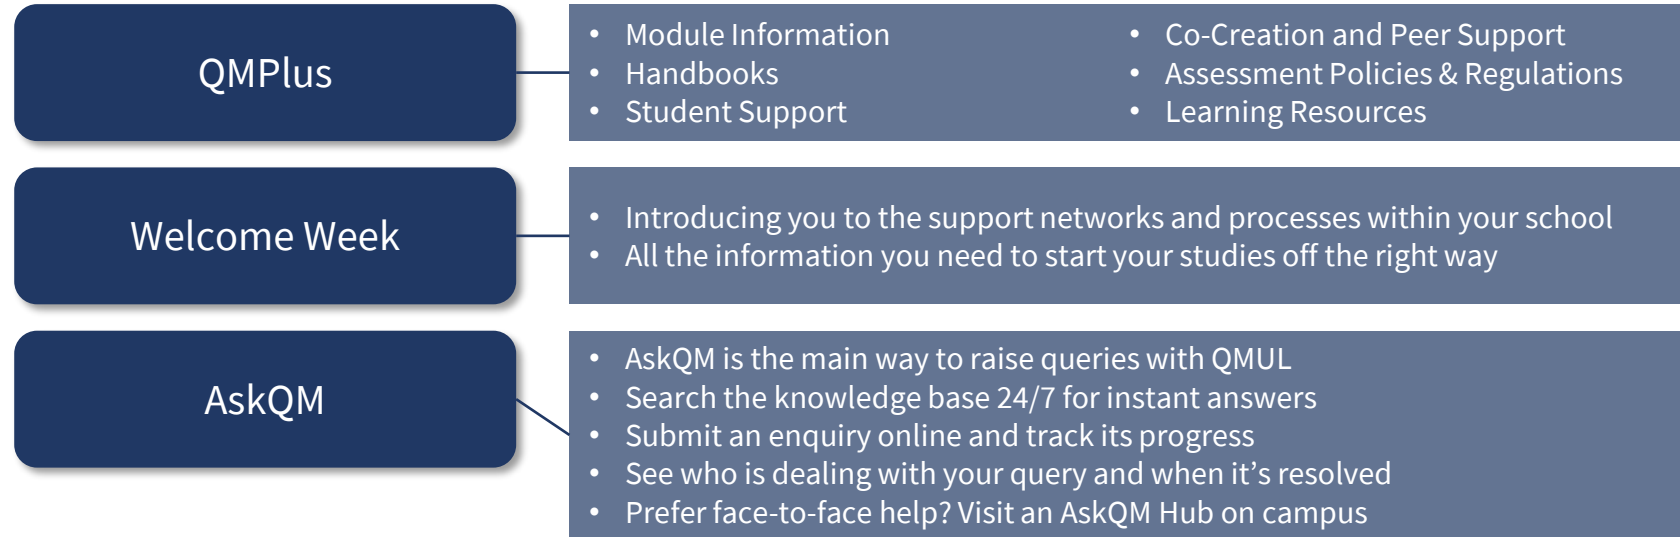 QMPlus
• Module Information
• Handbooks
• Student Support
• Co-Creation and Peer Support
• Assessment Policies & Regulations
• Learning Resources
Welcome Week
• Introducing you to the support networks and processes within your school
• All the information you need to start your studies off the right way
AskQM
• AskQM is the main way to raise queries with QMUL
• Search the knowledge base 24/7 for instant answers
• Submit an enquiry online and track its progress
• See who is dealing with your query and when it’s resolved
• Prefer face-to-face help? Visit an AskQM Hub on campus